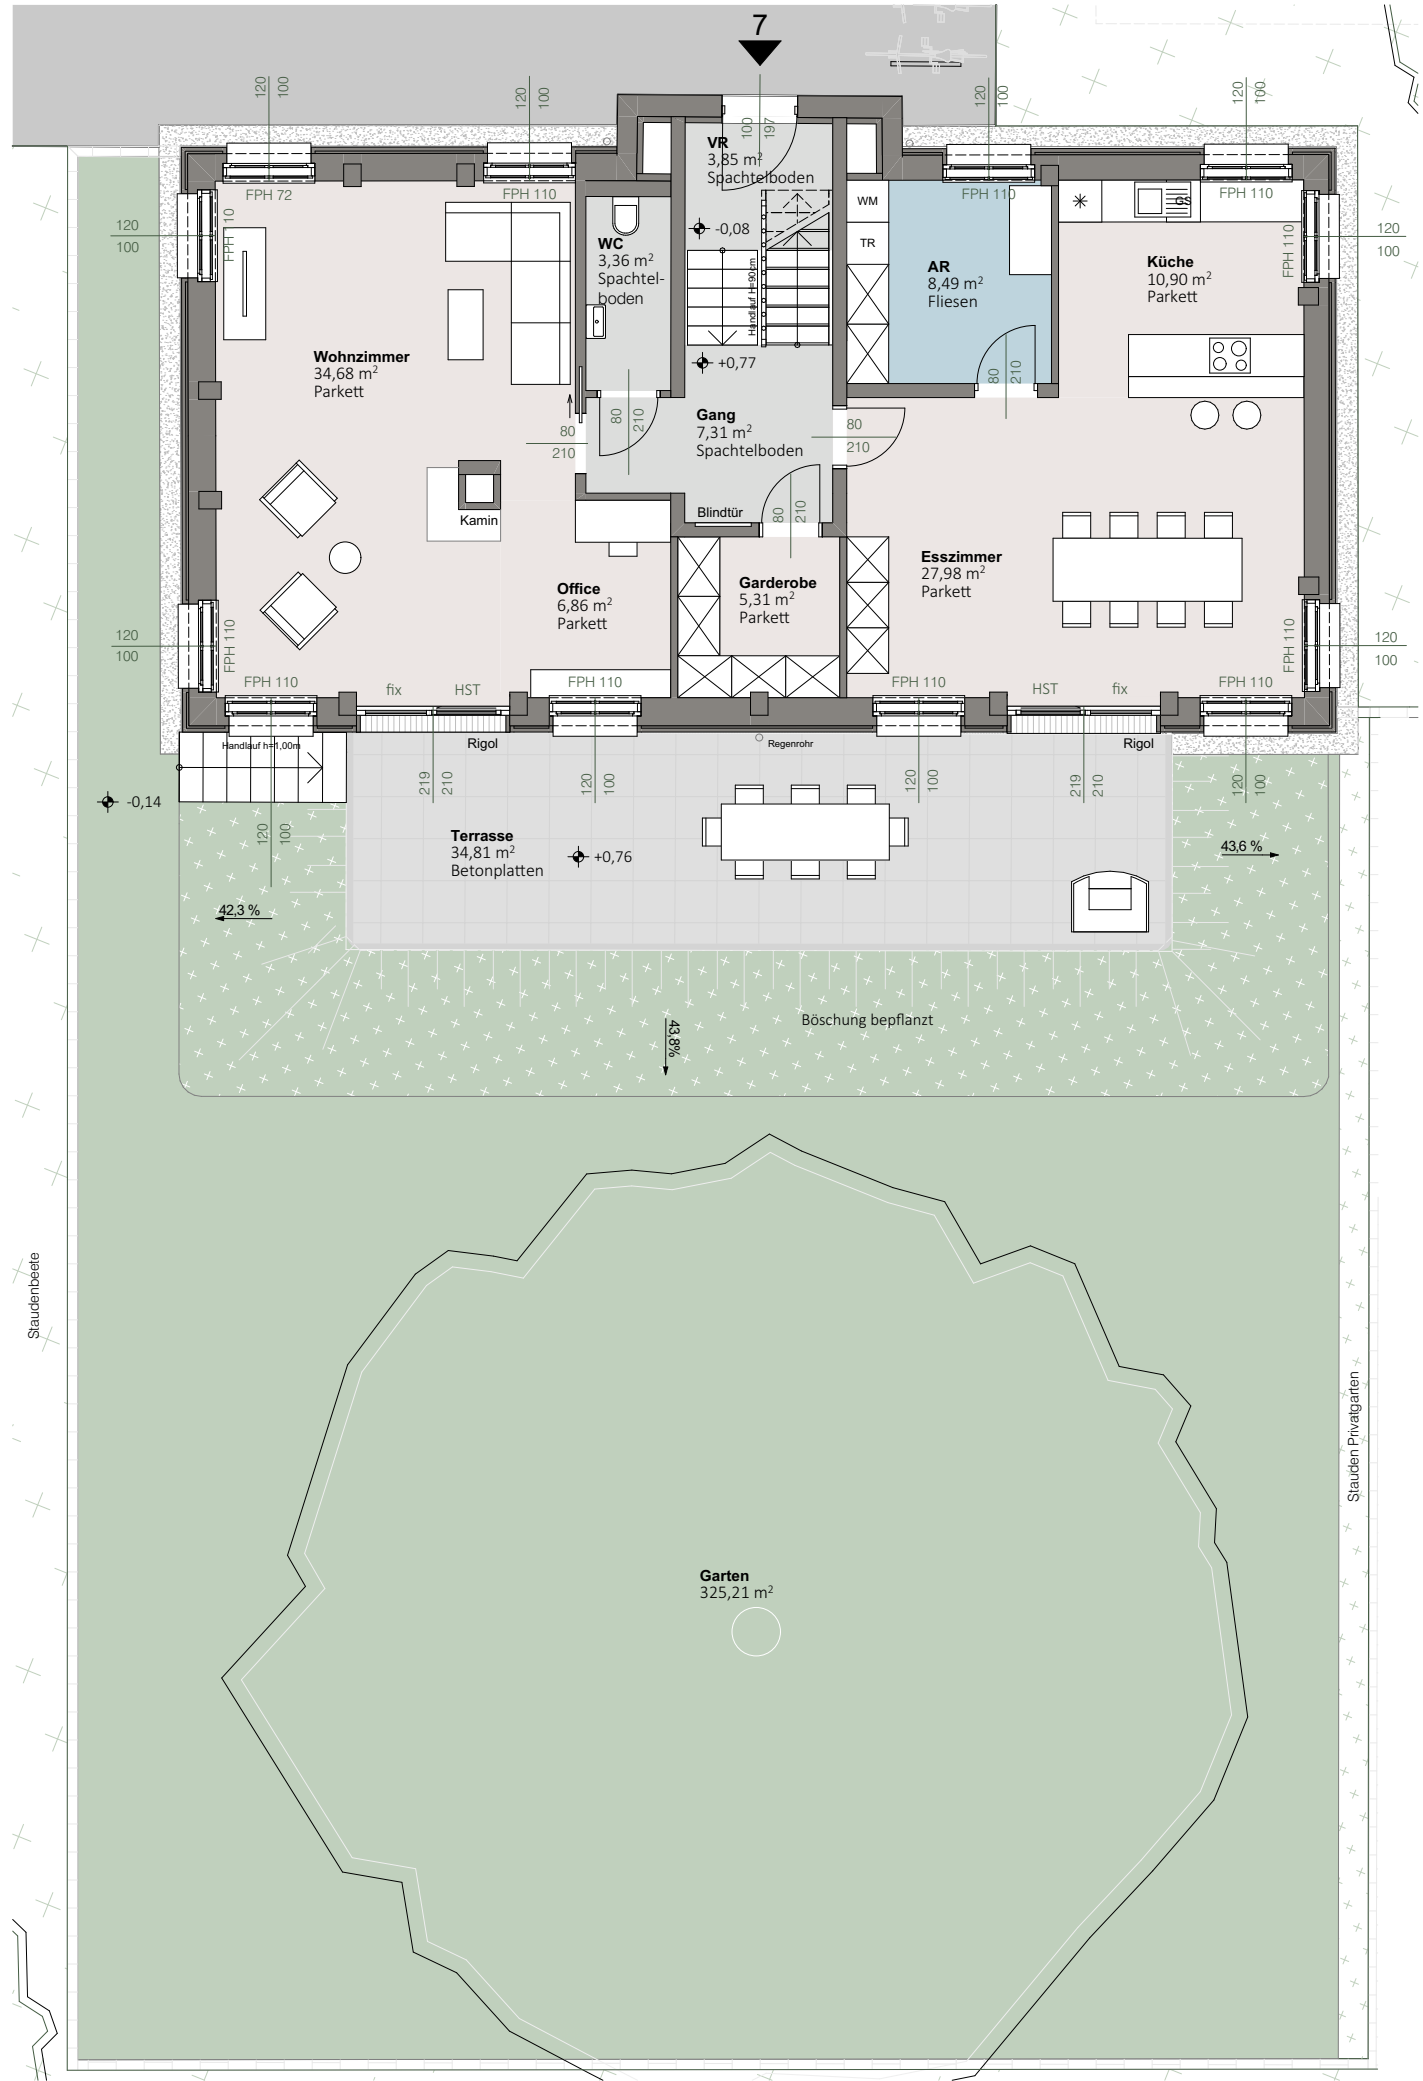 7
120
100
120
100
100
197
120
100
120
100
VR
3,85 m²
Spachtelboden
-0,08
FPH 72
FPH 110
FPH 110
FPH 110
120
100
WC
3,36 m²
Spachtel-
boden
Handlauf H=90cm
WM
TR
AR
8,49 m²
Fliesen
GS
Küche
10,90 m²
Parkett
FPH 110
120
100
Wohnzimmer
34,68 m²
Parkett
+0,77
80
210
80
210
80
210
Gang
7,31 m²
Spachtelboden
80
210
80
210
Kamin
Blindtür
Office
6,86 m²
Parkett
Garderobe
5,31 m²
Parkett
Esszimmer
27,98 m²
Parkett
120
100
FPH 110
FPH 110
120
100
FPH 110
fix
HST
FPH 110
FPH 110
HST
fix
FPH 110
Handlauf h=1,00m
Rigol
Regenrohr
Rigol
-0,14
120
100
219
210
120
100
120
100
219
210
120
100
Terrasse
34,81 m²
Betonplatten
+0,76
43,6 %
42,3 %
Böschung bepflanzt
43,8%
Staudenbeete
Stauden Privatgarten
Garten
325,21 m²